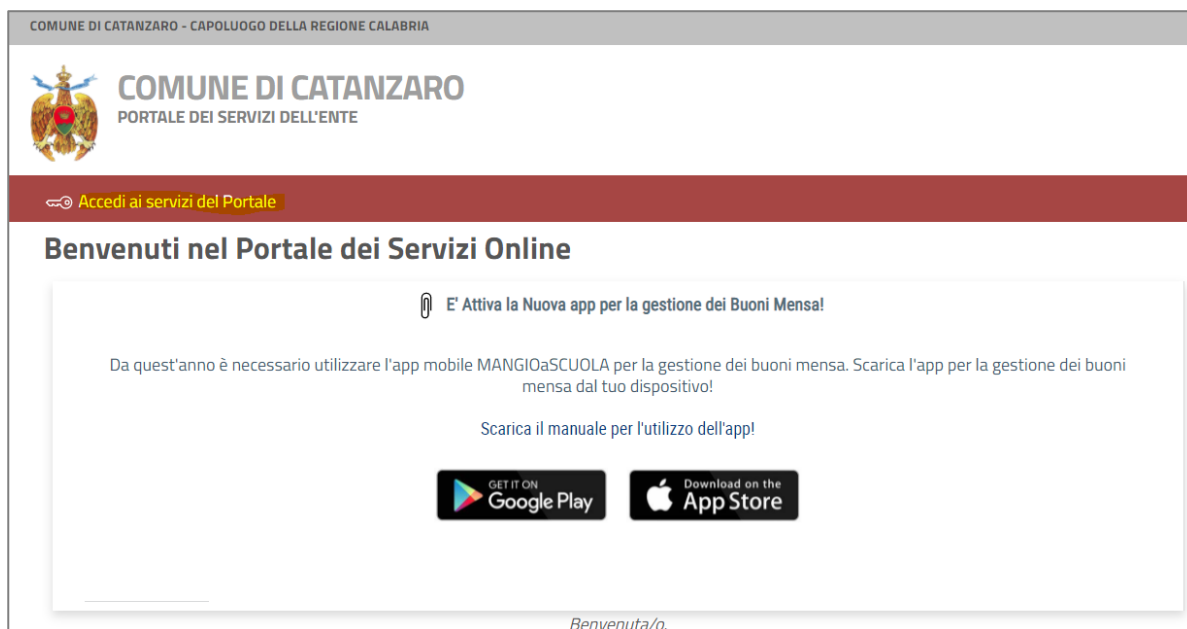 COMUNE DI CATANZARO - CAPOLUOGO DELLA REGIONE CALABRIA
COMUNE DI CATANZARO
PORTALE DEI SERVIZI DELL'ENTE
Accedi ai servizi del Portale
Benvenuti nel Portale dei Servizi Online
E' Attiva la Nuova app per la gestione dei Buoni Mensa!
Da quest'anno è necessario utilizzare l'app mobile MANGIOaSCUOLA per la gestione dei buoni mensa. Scarica l'app per la gestione dei buoni
mensa dal tuo dispositivo!
Scarica il manuale per l'utilizzo dell'app!
GET IT ON
Google Play
Download on the
App Store
Benvenuta/o,